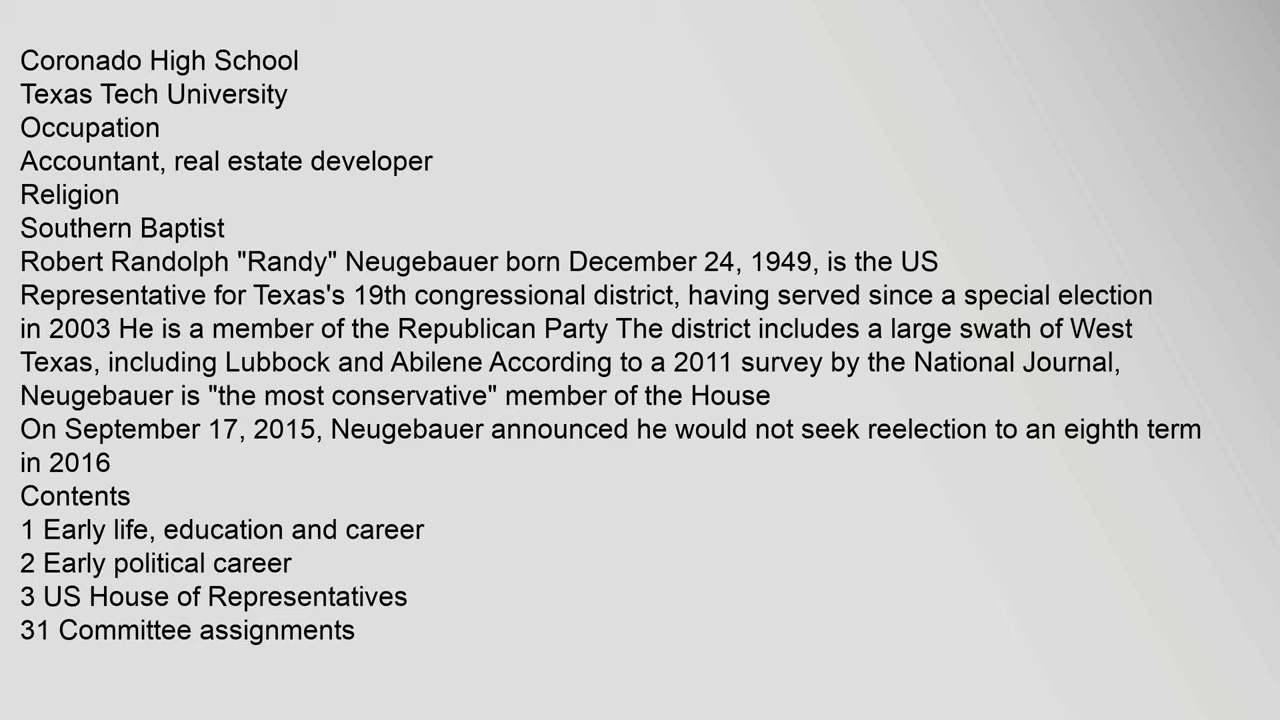 Coronado High School
Texas Tech University
Occupation
Accountant, real estate developer
Religion
Southern Baptist
Robert Randolph "Randy" Neugebauer born December 24, 1949, is the US
Representative for Texas's 19th congressional district, having served since a special election
in 2003 He is a member of the Republican Party The district includes a large swath of West
Texas, including Lubbock and Abilene According to a 2011 survey by the National Journal,
Neugebauer is "the most conservative" member of the House
On September 17, 2015, Neugebauer announced he would not seek reelection to an eighth term
in 2016
Contents
1 Early life, education and career
2 Early political career
3 US House of Representatives
31 Committee assignments